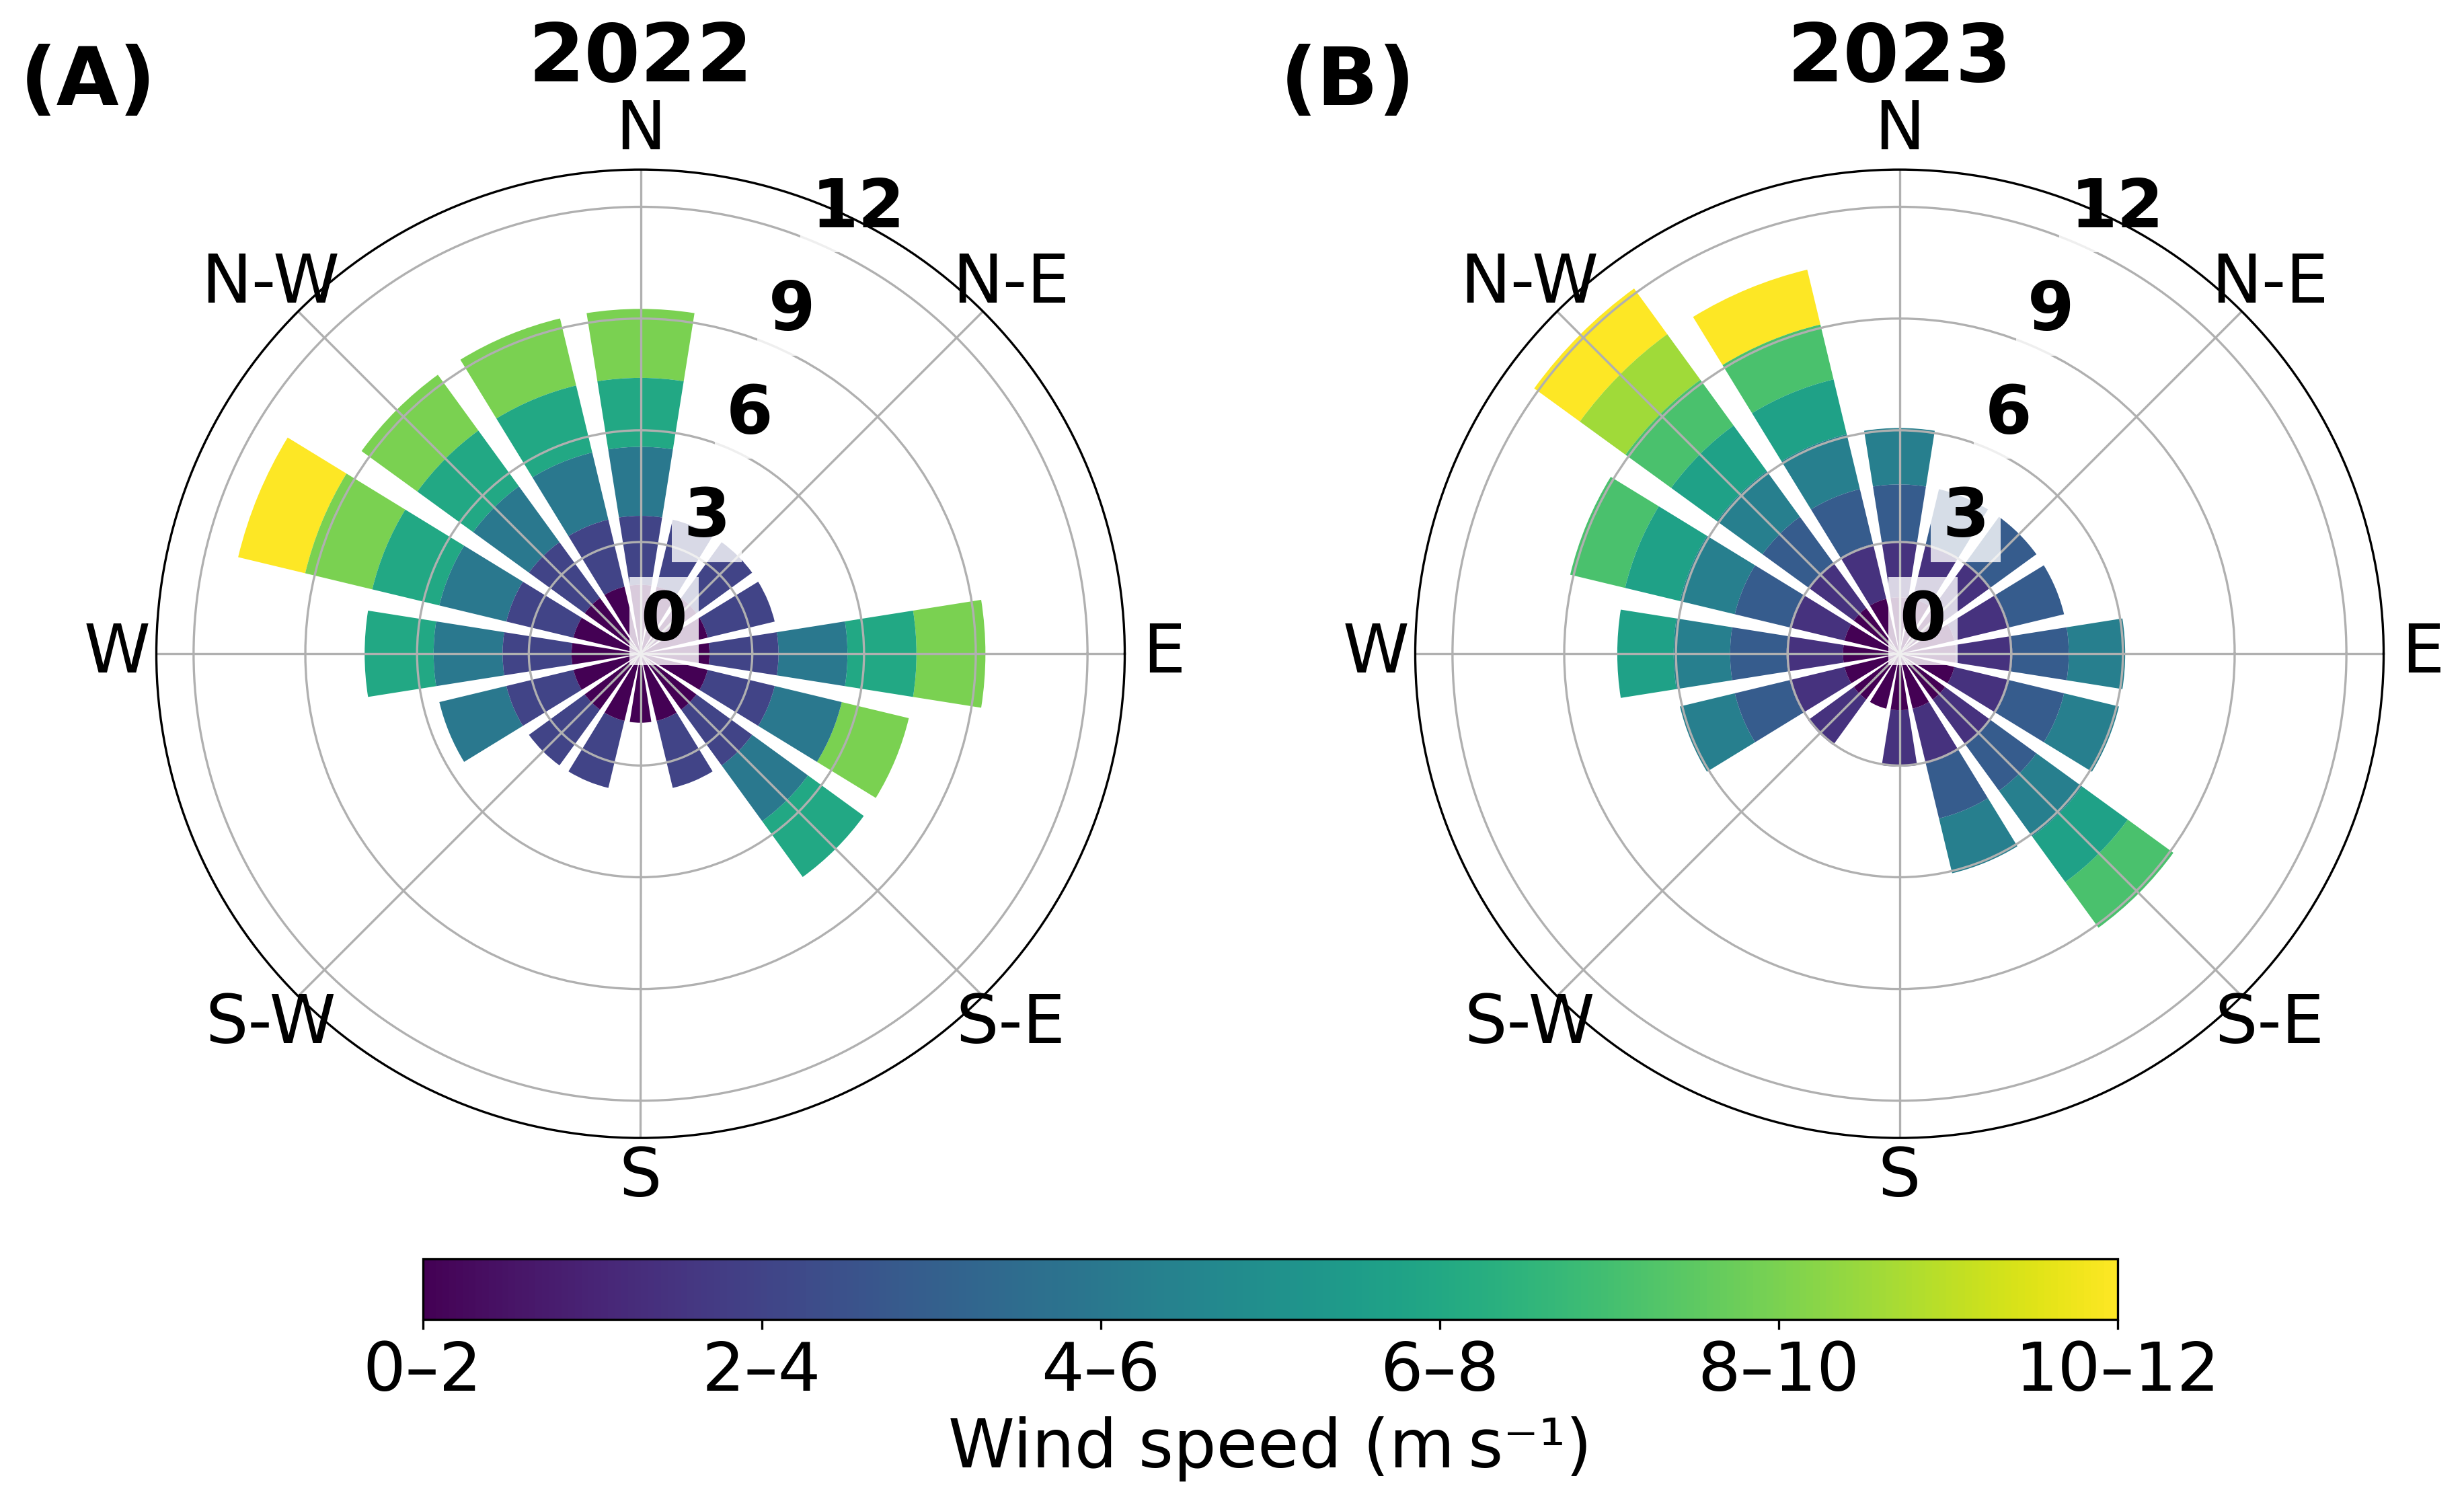 (A)
2022
N
N-W
N-E
W
E
S-W
S-E
S
12
9
6
3
0
(B)
2023
N
N-W
N-E
W
E
S-W
S-E
S
12
9
6
3
0
0–2 2–4 4–6 6–8 8–10 10–12
Wind speed (m s⁻¹)